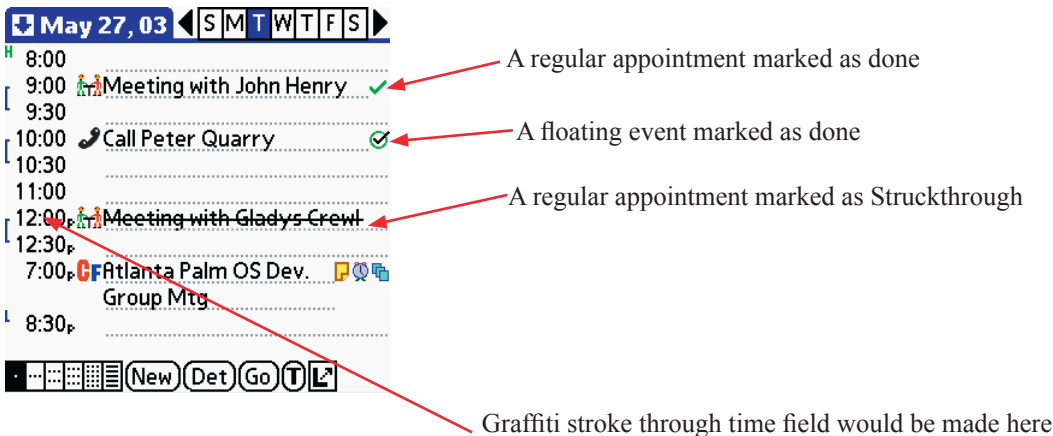 May 27, 03 S M T W T F S
H 8:00
A regular appointment marked as done
9:00 Meeting with John Henry
9:30
A floating event marked as done
10:00 Call Peter Quarry
10:30
11:00
A regular appointment marked as Struckthrough
12:00P Meeting with Gladys Crewl
12:30P
7:00P CF Atlanta Palm OS Dev.
Group Mtg
8:30P
New Det Go T
Graffiti stroke through time field would be made here